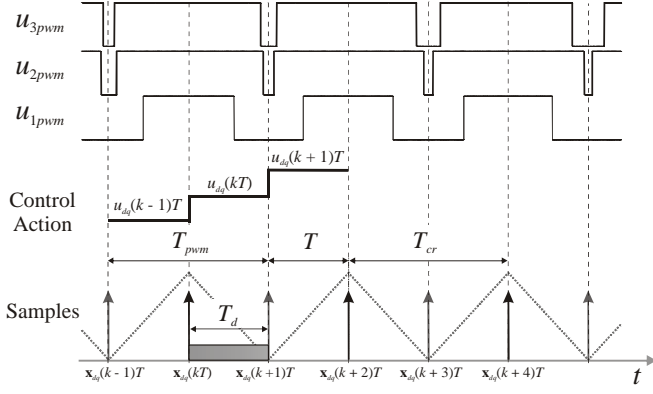 u3pwm
u2pwm
u1pwm
Control
Action
udq(k - 1)T
udq(kT)
udq(k + 1)T
Tpwm
T
Tcr
Samples
Td
xdq(k - 1)T
xdq(kT)
xdq(k +1)T
xdq(k + 2)T
xdq(k + 3)T
xdq(k + 4)T
t